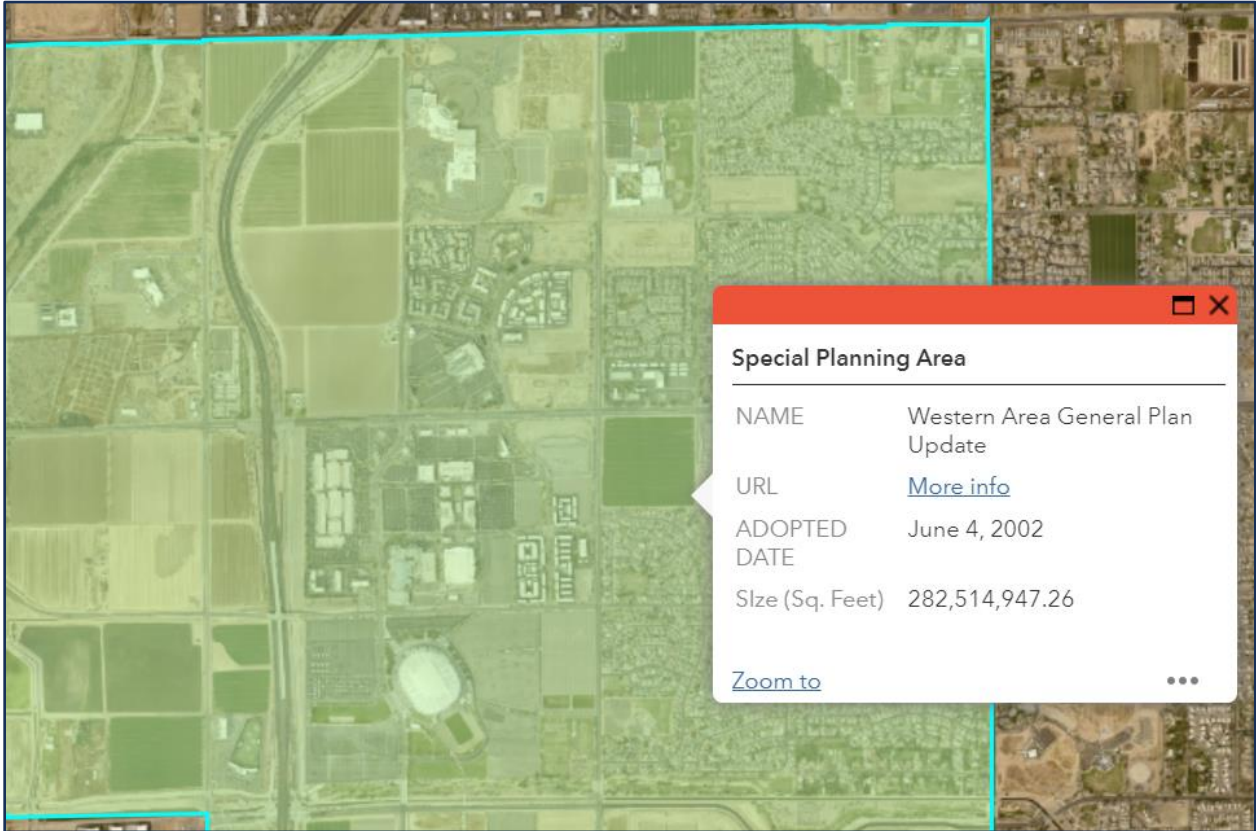 Special Planning Area
NAME Western Area General Plan
Update
URL More info
ADOPTED June 4, 2002
DATE
SIze (Sq. Feet) 282,514,947.26
Zoom to